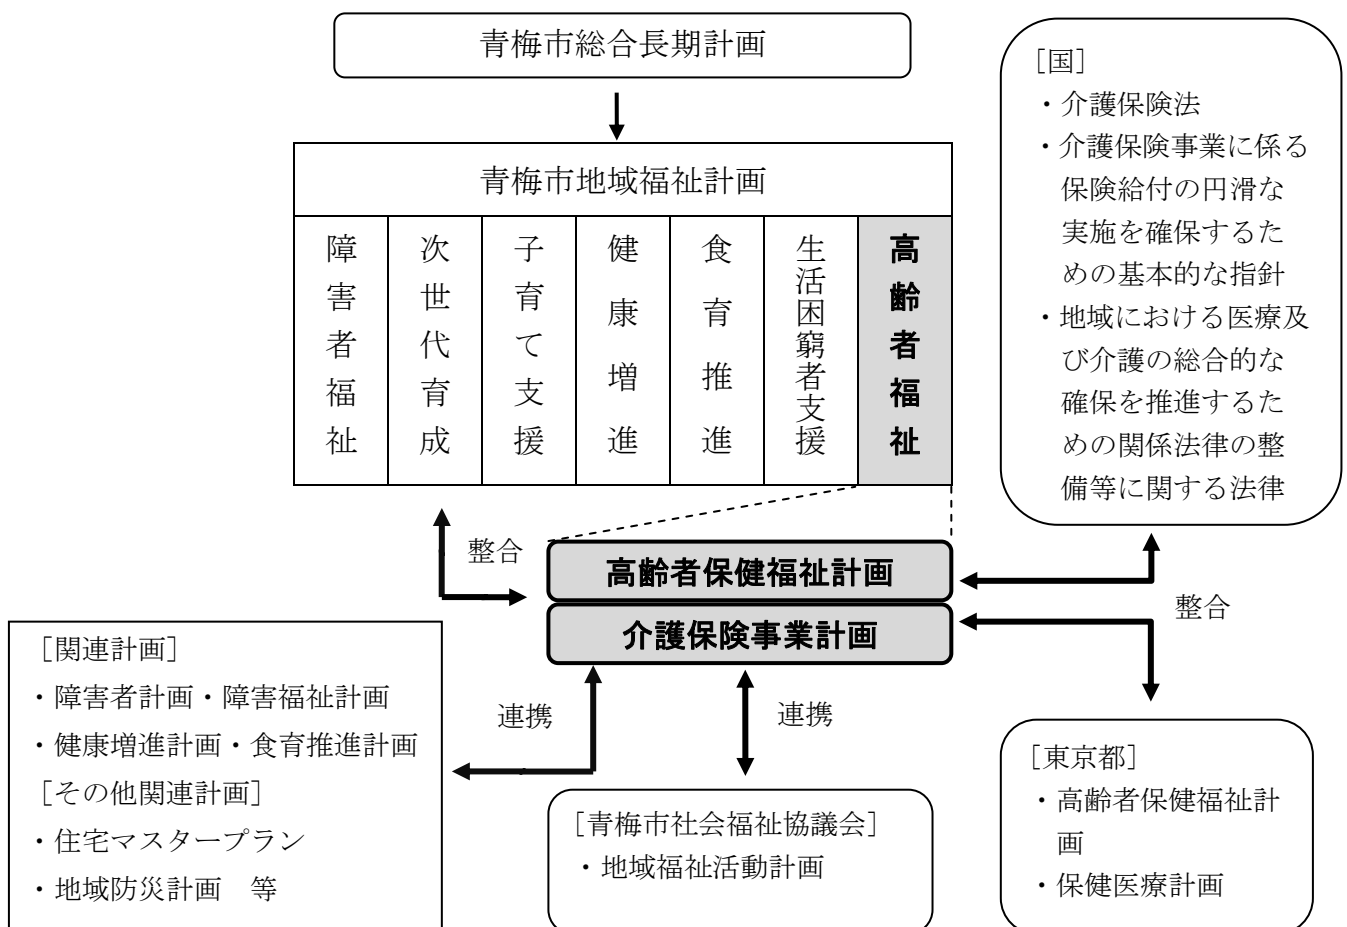 青梅市総合長期計画
青梅市地域福祉計画
障害者福祉
次世代育成
子育て支援
健康増進
食育推進
生活困窮者支援
高齢者福祉
[国]
・介護保険法
・介護保険事業に係る
保険給付の円滑な
実施を確保するた
めの基本的な指針
・地域における医療及
び介護の総合的な
確保を推進するた
めの関係法律の整
備等に関する法律
整合
高齢者保健福祉計画
介護保険事業計画
整合
[関連計画]
・障害者計画・障害福祉計画
・健康増進計画・食育推進計画
[その他関連計画]
・住宅マスタープラン
・地域防災計画　等
連携
連携
[青梅市社会福祉協議会]
・地域福祉活動計画
[東京都]
・高齢者保健福祉計
画
・保健医療計画